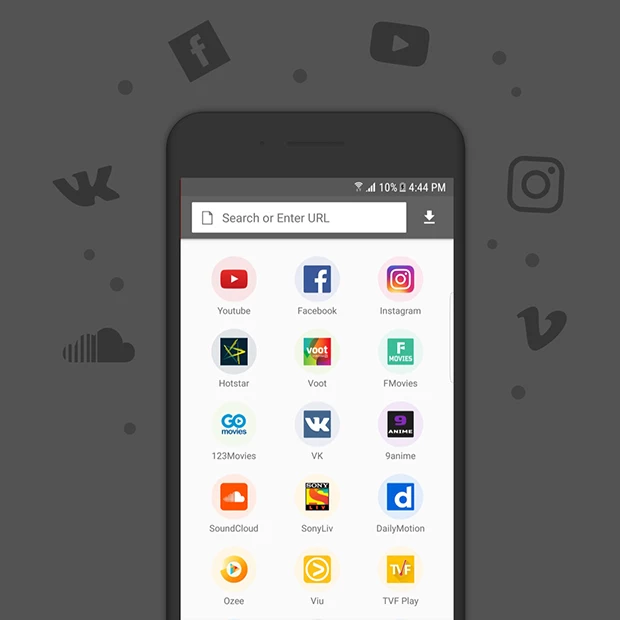 10% 4:44 PM
Search or Enter URL
Youtube Facebook Instagram
voot
F
MOVIES
Hotstar Voot FMovies
GO
movies
9
ANIME
123Movies VK 9anime
SONY
LIV
d
SoundCloud SonyLiv DailyMotion
TVF
Ozee Viu TVF Play